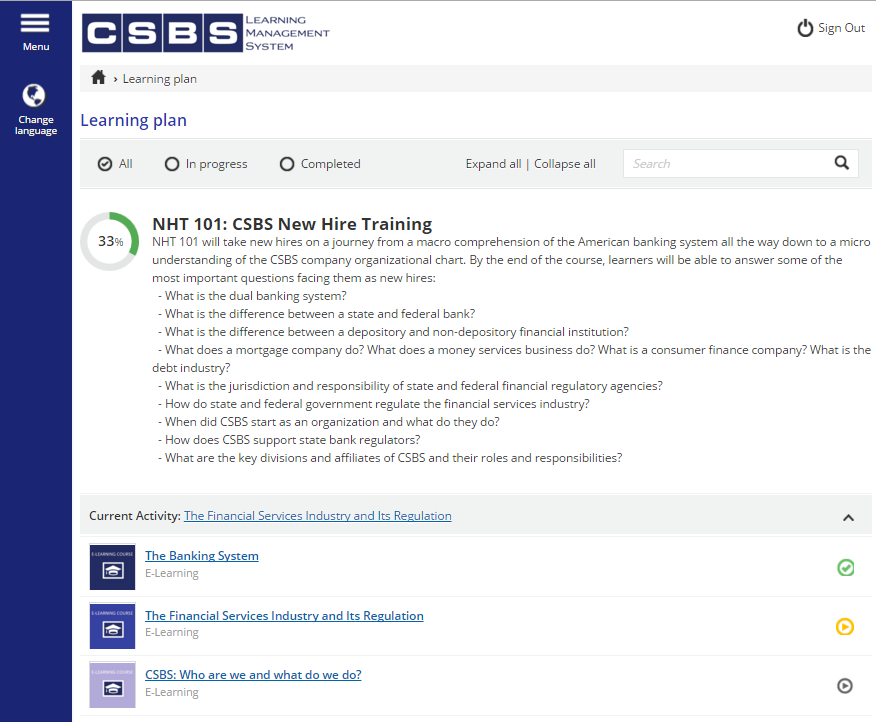 Menu
Change
language
CSBS LEARNING
MANAGEMENT
SYSTEM
Sign Out
› Learning plan
Learning plan
All In progress Completed Expand all | Collapse all Search
33%
NHT 101: CSBS New Hire Training
NHT 101 will take new hires on a journey from a macro comprehension of the American banking system all the way down to a micro
understanding of the CSBS company organizational chart. By the end of the course, learners will be able to answer some of the
most important questions facing them as new hires:
- What is the dual banking system?
- What is the difference between a state and federal bank?
- What is the difference between a depository and non-depository financial institution?
- What does a mortgage company do? What does a money services business do? What is a consumer finance company? What is the
debt industry?
- What is the jurisdiction and responsibility of state and federal financial regulatory agencies?
- How do state and federal government regulate the financial services industry?
- When did CSBS start as an organization and what do they do?
- How does CSBS support state bank regulators?
- What are the key divisions and affiliates of CSBS and their roles and responsibilities?
Current Activity: The Financial Services Industry and Its Regulation
E-LEARNING COURSE
The Banking System
E-Learning
E-LEARNING COURSE
The Financial Services Industry and Its Regulation
E-Learning
E-LEARNING COURSE
CSBS: Who are we and what do we do?
E-Learning